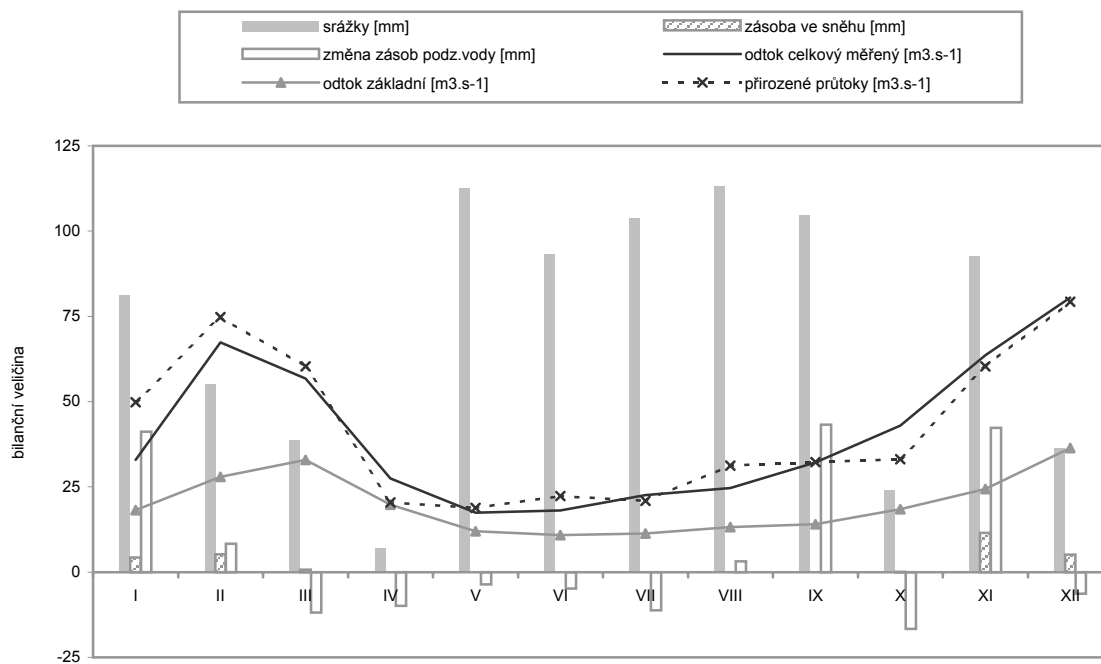 srážky [mm] zásoba ve sněhu [mm]
změna zásob podz.vody [mm] odtok celkový měřený [m3.s-1]
odtok základní [m3.s-1] přirozené průtoky [m3.s-1]
125
100
75
50
25
0
-25
bilanční veličina
I II III IV V VI VII VIII IX X XI XII